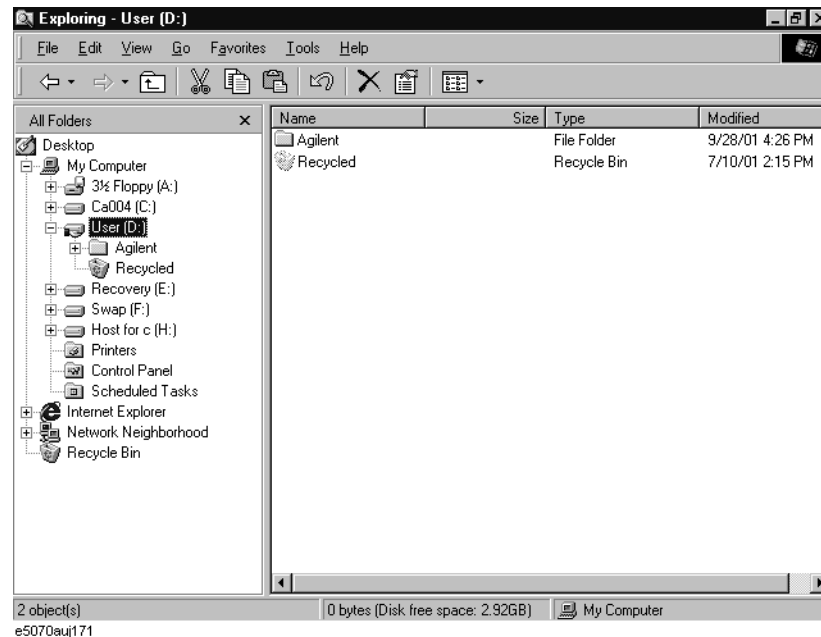 Exploring - User (D:)
File Edit View Go Favorites Tools Help
All Folders
Name Size Type Modified
Desktop
My Computer
3½ Floppy (A:)
Ca004 (C:)
User (D:)
Agilent
Recycled
Recovery (E:)
Swap (F:)
Host for c (H:)
Printers
Control Panel
Scheduled Tasks
Internet Explorer
Network Neighborhood
Recycle Bin
Agilent File Folder 9/28/01 4:26 PM
Recycled Recycle Bin 7/10/01 2:15 PM
2 object(s) 0 bytes (Disk free space: 2.92GB) My Computer
e5070auj171